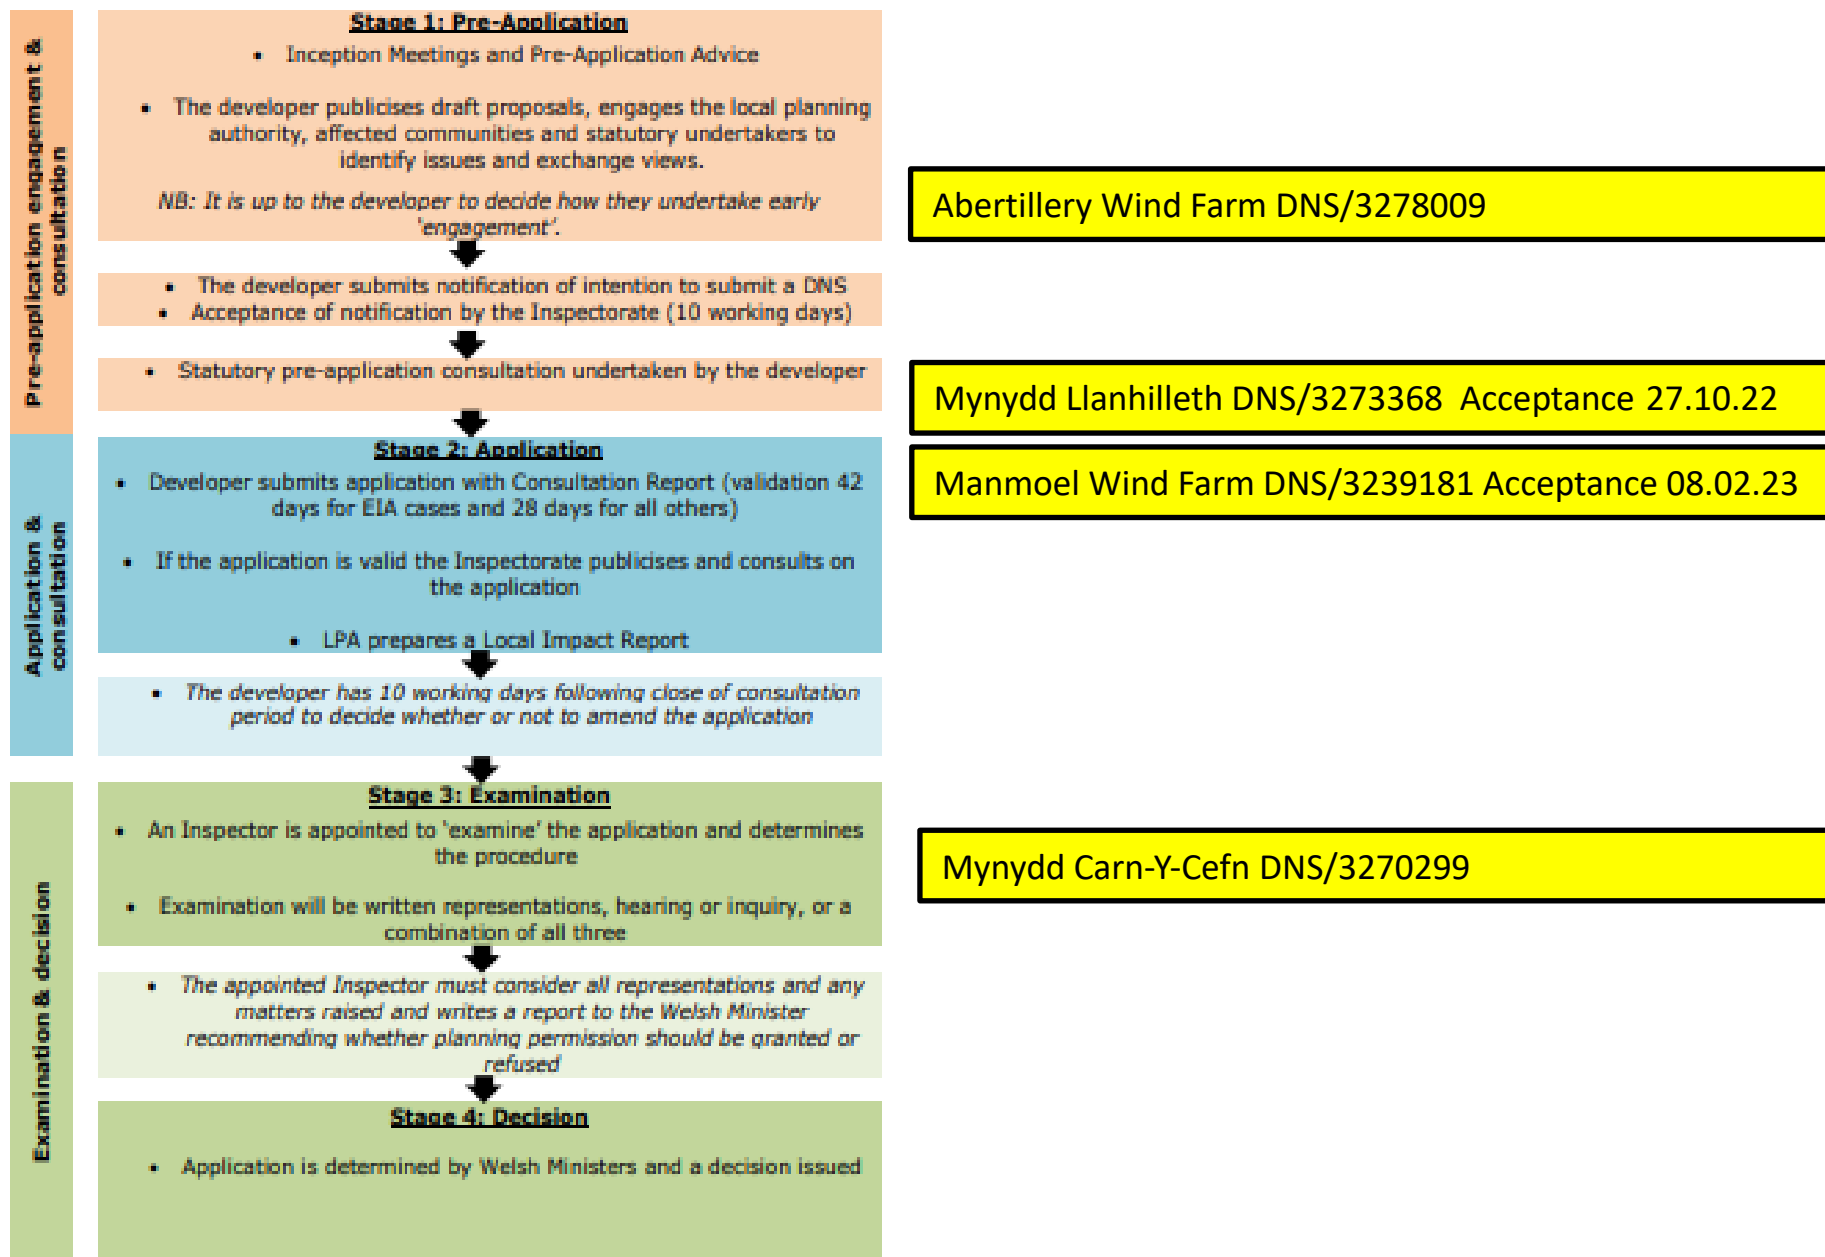 Pre-application engagement &
consultation
Stage 1: Pre-Application
• Inception Meetings and Pre-Application Advice
• The developer publicises draft proposals, engages the local planning
authority, affected communities and statutory undertakers to
identify issues and exchange views.
NB: It is up to the developer to decide how they undertake early
‘engagement’.
Abertillery Wind Farm DNS/3278009
• The developer submits notification of intention to submit a DNS
• Acceptance of notification by the Inspectorate (10 working days)
• Statutory pre-application consultation undertaken by the developer
Mynydd Llanhilleth DNS/3273368 Acceptance 27.10.22
Application &
consultation
Stage 2: Application
• Developer submits application with Consultation Report (validation 42
days for EIA cases and 28 days for all others)
Manmoel Wind Farm DNS/3239181 Acceptance 08.02.23
• If the application is valid the Inspectorate publicises and consults on
the application
• LPA prepares a Local Impact Report
• The developer has 10 working days following close of consultation
period to decide whether or not to amend the application
Examination & decision
Stage 3: Examination
• An Inspector is appointed to ‘examine’ the application and determines
the procedure
Mynydd Carn-Y-Cefn DNS/3270299
• Examination will be written representations, hearing or inquiry, or a
combination of all three
• The appointed Inspector must consider all representations and any
matters raised and writes a report to the Welsh Minister
recommending whether planning permission should be granted or
refused
Stage 4: Decision
• Application is determined by Welsh Ministers and a decision issued